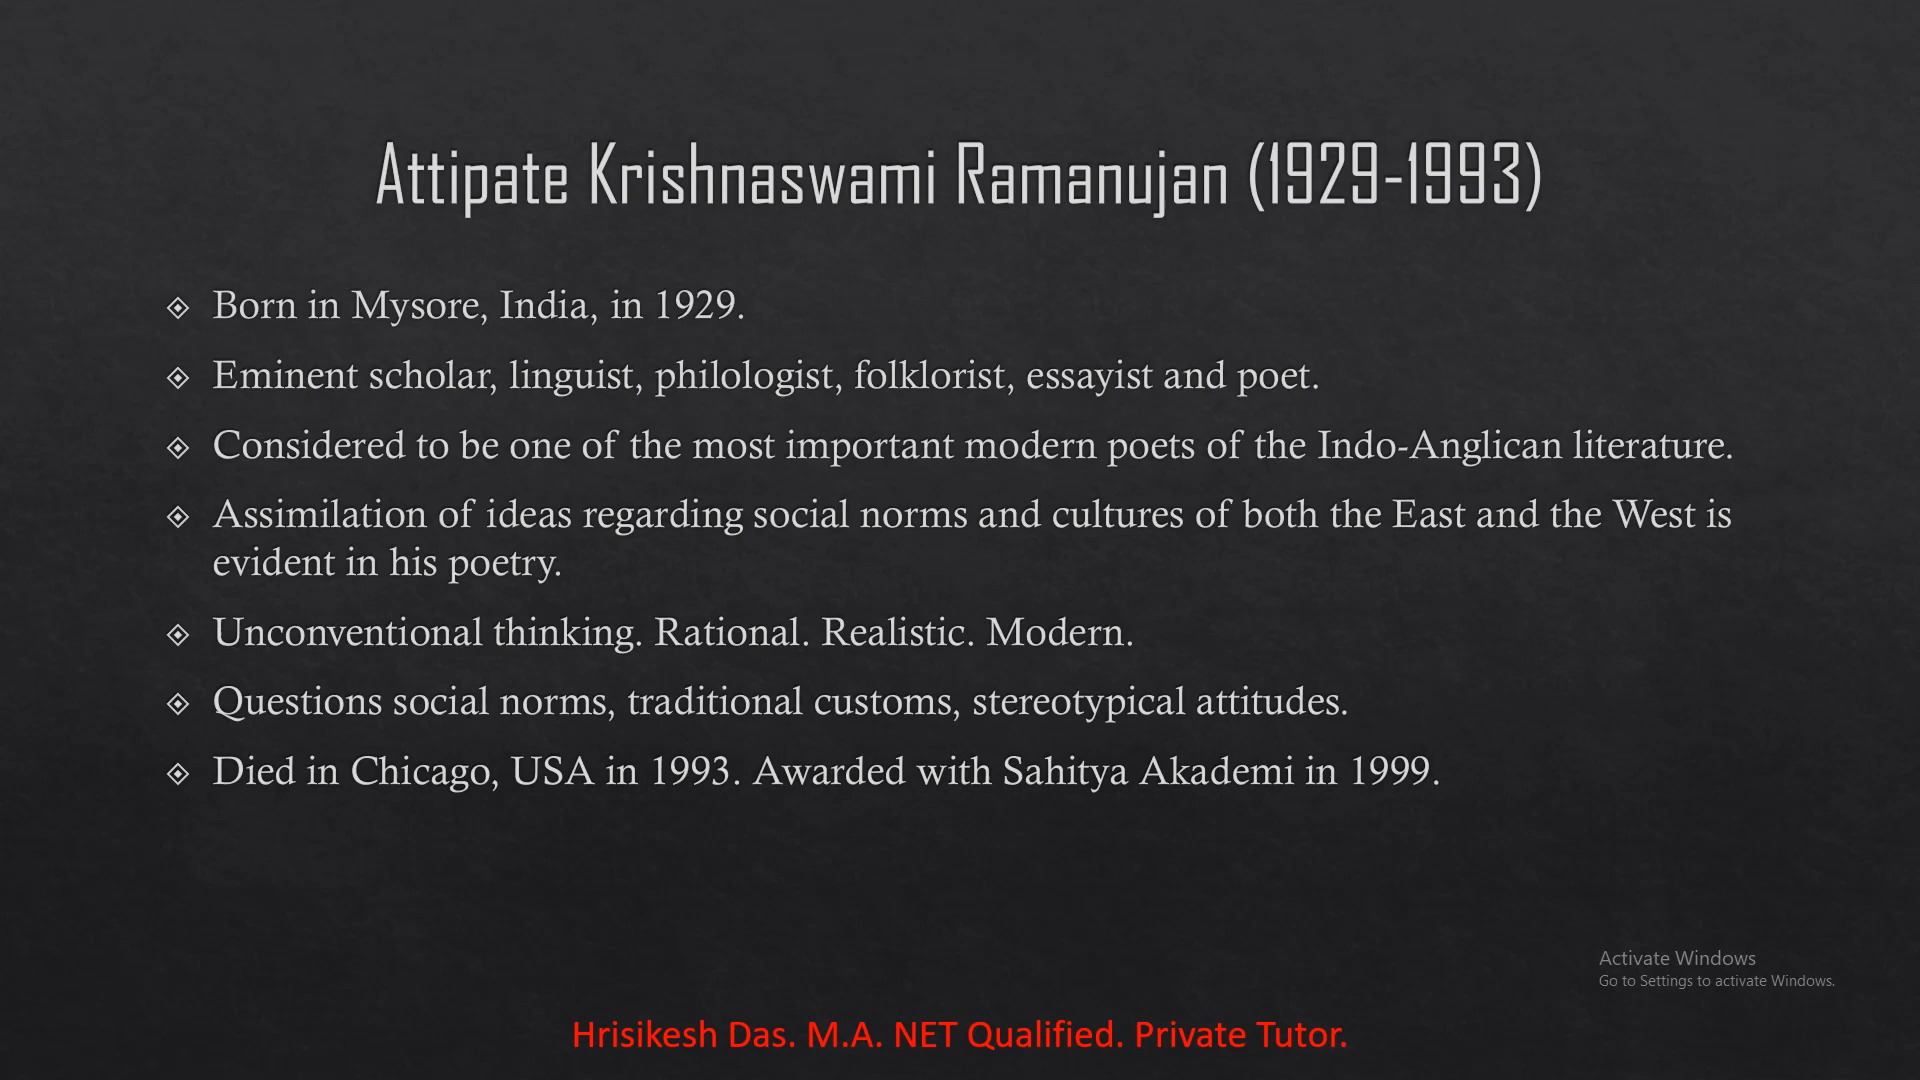 Attipate Krishnaswami Ramanujan (1929-1993)
Born in Mysore, India, in 1929.
Eminent scholar, linguist, philologist, folklorist, essayist and poet.
Considered to be one of the most important modern poets of the Indo-Anglican literature.
Assimilation of ideas regarding social norms and cultures of both the East and the West is
evident in his poetry.
Unconventional thinking. Rational. Realistic. Modern.
Questions social norms, traditional customs, stereotypical attitudes.
Died in Chicago, USA in 1993. Awarded with Sahitya Akademi in 1999.
Activate Windows
Go to Settings to activate Windows.
Hrisikesh Das. M.A. NET Qualified. Private Tutor.